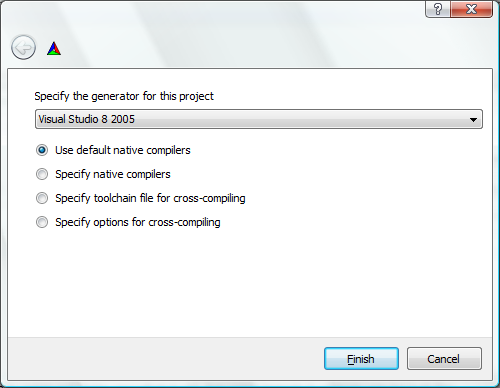 ?
Specify the generator for this project
Visual Studio 8 2005
Use default native compilers
Specify native compilers
Specify toolchain file for cross-compiling
Specify options for cross-compiling
Finish
Cancel